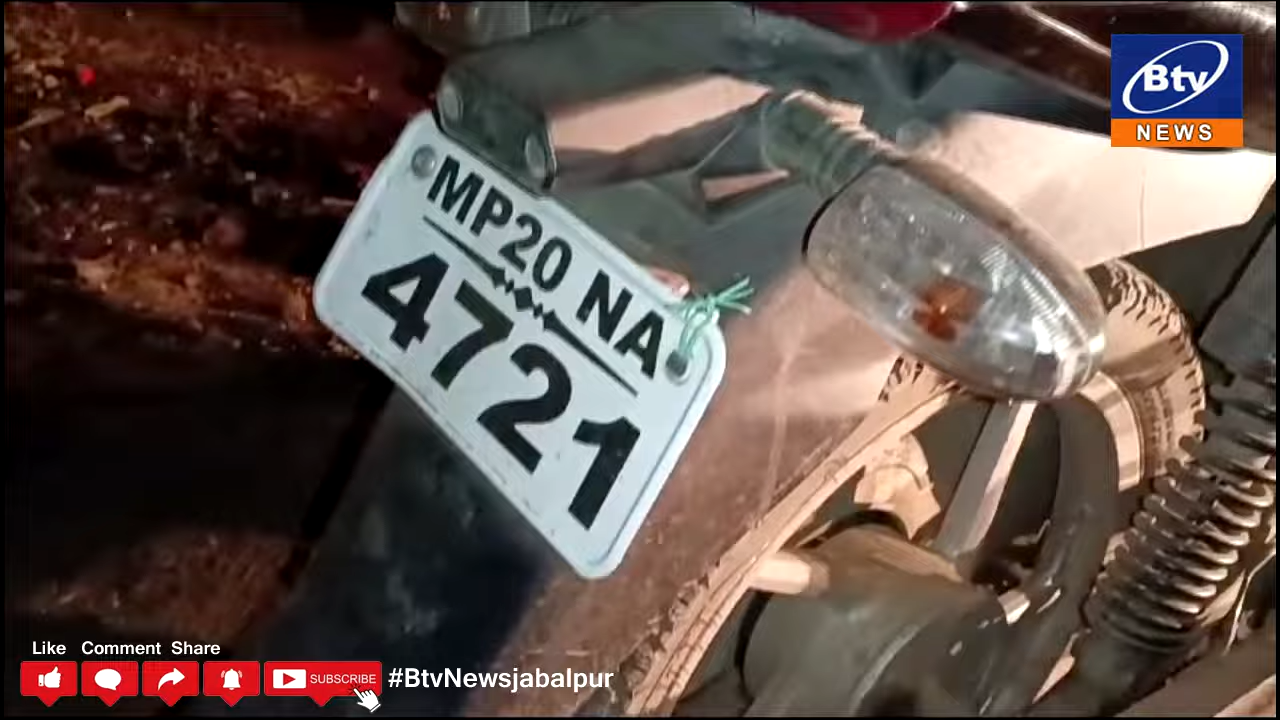 Btv
NEWS
MP20 NA
4721
Like Comment Share
SUBSCRIBE
#BtvNewsjabalpur